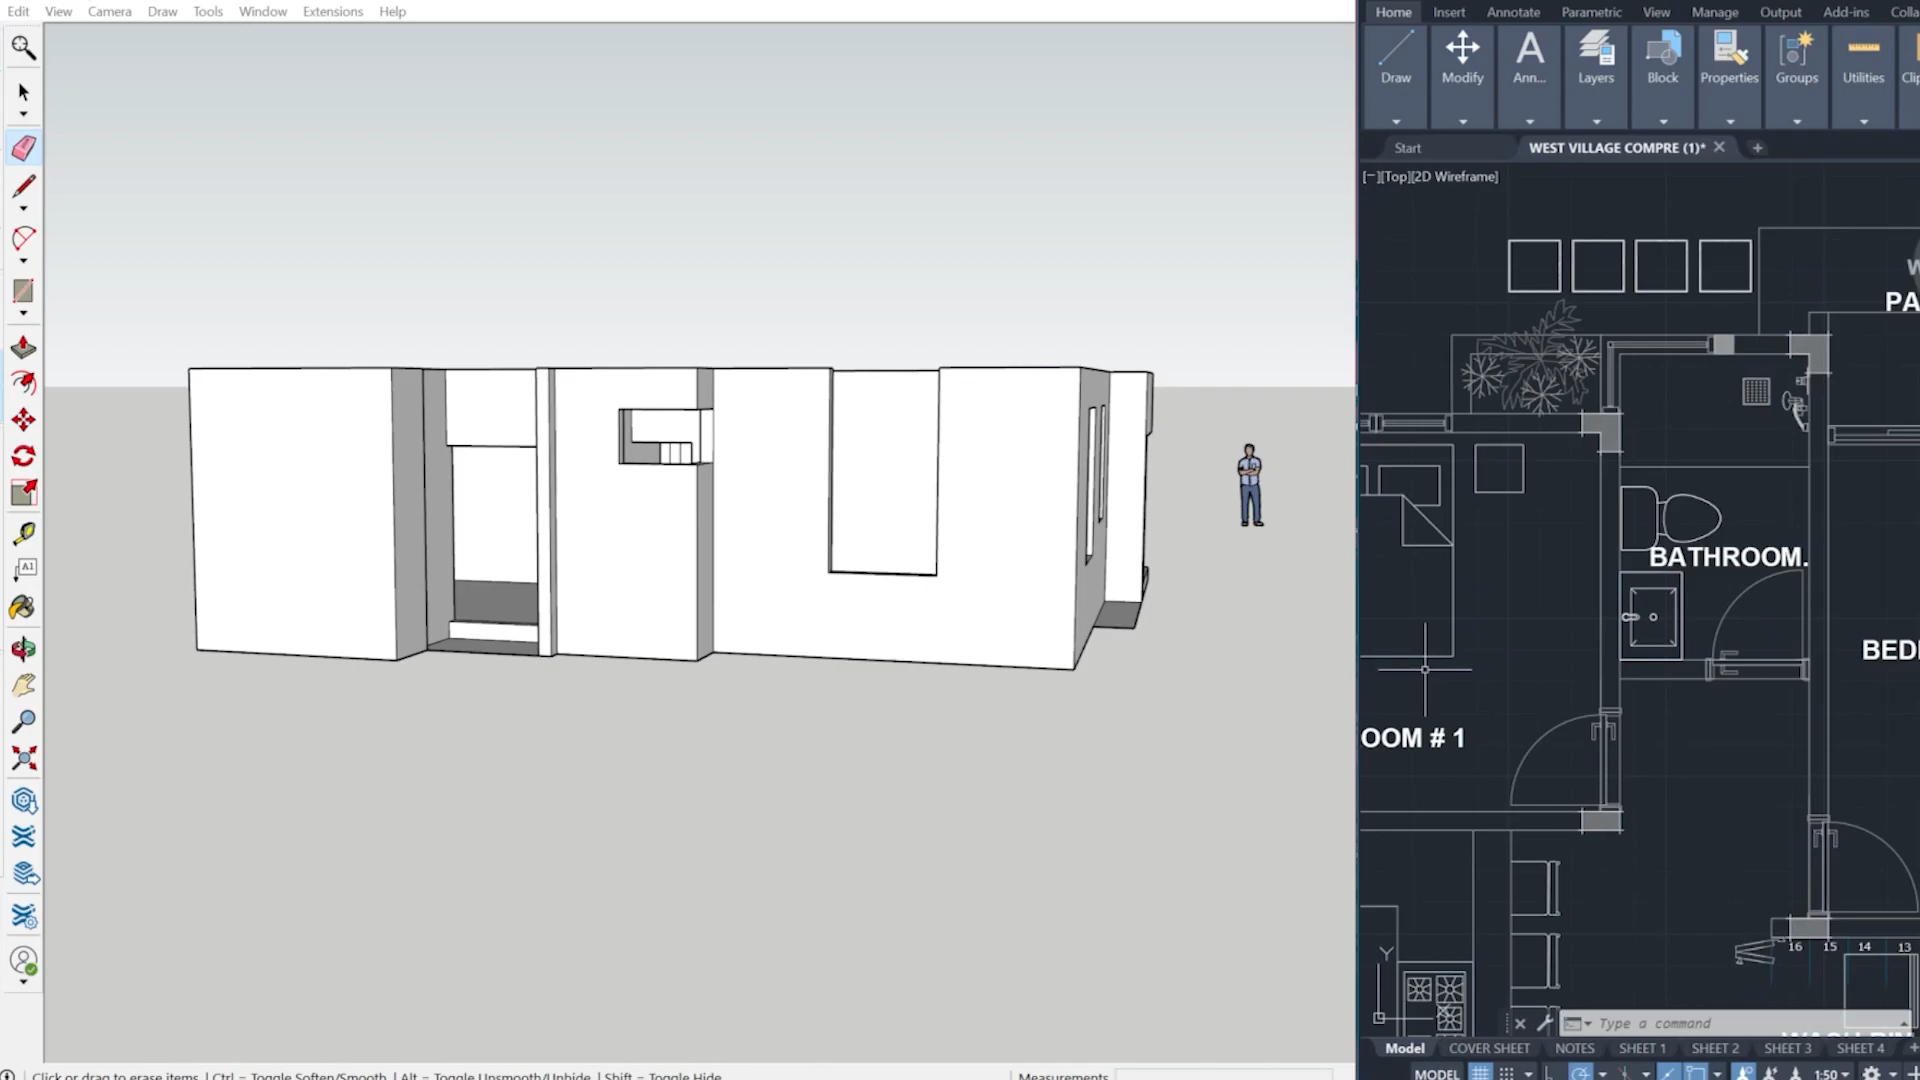 Edit View Camera Draw Tools Window Extensions Help
A1
Click or drag to erase items. | Ctrl = Toggle Soften/Smooth | Alt = Toggle Unsmooth/Unhide | Shift = Toggle Hide
Measurements
Home Insert Annotate Parametric View Manage Output Add-ins Colla
Draw Modify Ann... Layers Block Properties Groups Utilities Clip
Start WEST VILLAGE COMPRE (1)*
[−][Top][2D Wireframe]
W
PA
BATHROOM.
BED
OOM # 1
16 15 14 13
Y
Type a command
Model COVER SHEET NOTES SHEET 1 SHEET 2 SHEET 3 SHEET 4
MODEL 1:50